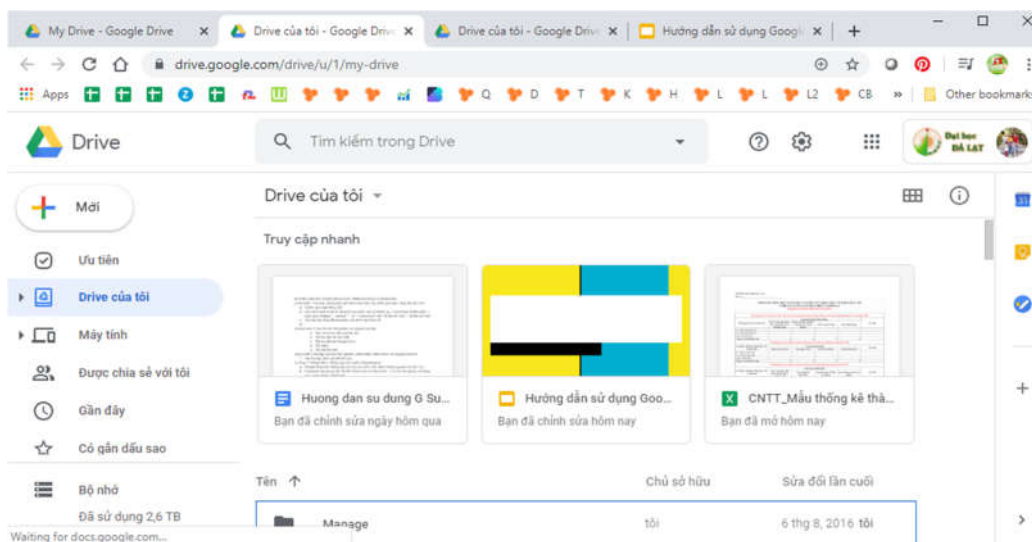 My Drive - Google Drive
Drive của tôi - Google Driv
Drive của tôi - Google Driv
Hướng dẫn sử dụng Googl
drive.google.com/drive/u/1/my-drive
Apps
Q
D
T
K
H
L
L
L2
CB
Other bookmark
Drive
Tìm kiếm trong Drive
Đại học
ĐÀ LẠT
Mới
Drive của tôi
Truy cập nhanh
Ưu tiên
Drive của tôi
Máy tính
Được chia sẻ với tôi
Gần đây
Có gắn dấu sao
Bộ nhớ
Đã sử dụng 2,6 TB
Huong dan su dung G Su...
Bạn đã chỉnh sửa ngày hôm qua
Hướng dẫn sử dụng Goo...
Bạn đã chỉnh sửa hôm nay
CNTT_Mẫu thống kê thà...
Bạn đã mở hôm nay
Tên
Chủ sở hữu
Sửa đổi lần cuối
Manage
tôi
6 thg 8, 2016 tôi
Waiting for docs.google.com...